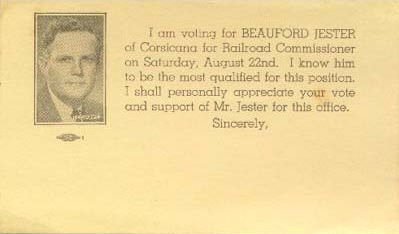 I am voting for BEAUFORD JESTER
of Corsicana for Railroad Commissioner
on Saturday, August 22nd. I know him
to be the most qualified for this position.
I shall personally appreciate your vote
and support of Mr. Jester for this office.
Sincerely,